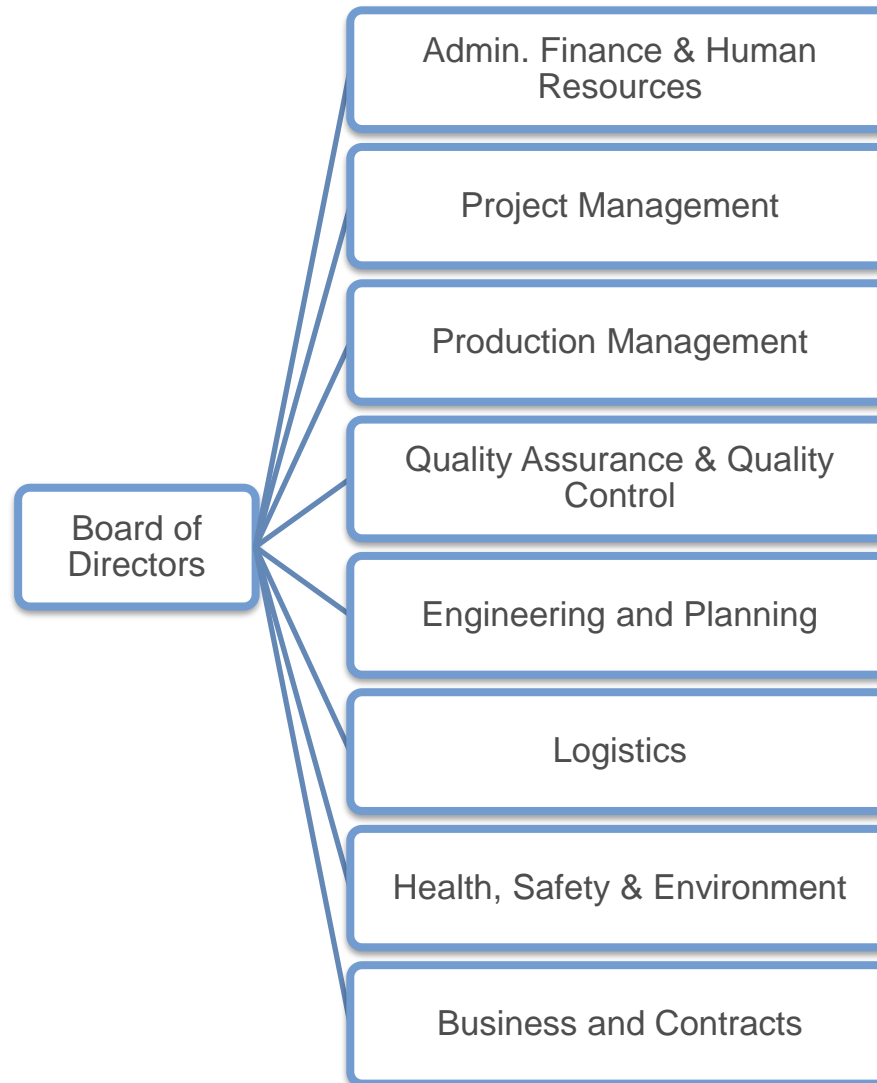 Admin. Finance & Human
Resources
Project Management
Production Management
Quality Assurance & Quality
Control
Board of
Directors
Engineering and Planning
Logistics
Health, Safety & Environment
Business and Contracts